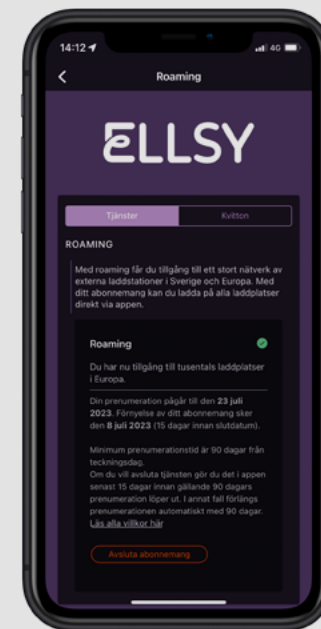 14:12
4G
Roaming
ELLSY
Tjänster
Kvitton
ROAMING
Med roaming får du tillgång till ett stort nätverk av
externa laddstationer i Sverige och Europa. Med
ditt abonnemang kan du ladda på alla laddplatser
direkt via appen.
Roaming
Du har nu tillgång till tusentals laddplatser
i Europa.
Din prenumeration pågår till den 23 juli
2023. Förnyelse av ditt abonnemang sker
den 8 juli 2023 (15 dagar innan slutdatum).
Minimum prenumerationstid är 90 dagar från
teckningsdag.
Om du vill avsluta tjänsten gör du det i appen
senast 15 dagar innan gällande 90 dagars
prenumeration löper ut. I annat fall förlängs
prenumerationen automatiskt med 90 dagar.
Läs alla villkor här
Avsluta abonnemang